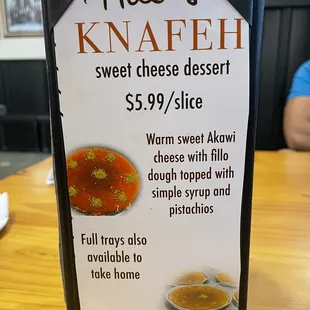 KNAFEH
sweet cheese dessert
$5.99/slice
Warm sweet Akawi
cheese with fillo
dough topped with
simple syrup and
pistachios
Full trays also
available to
take home